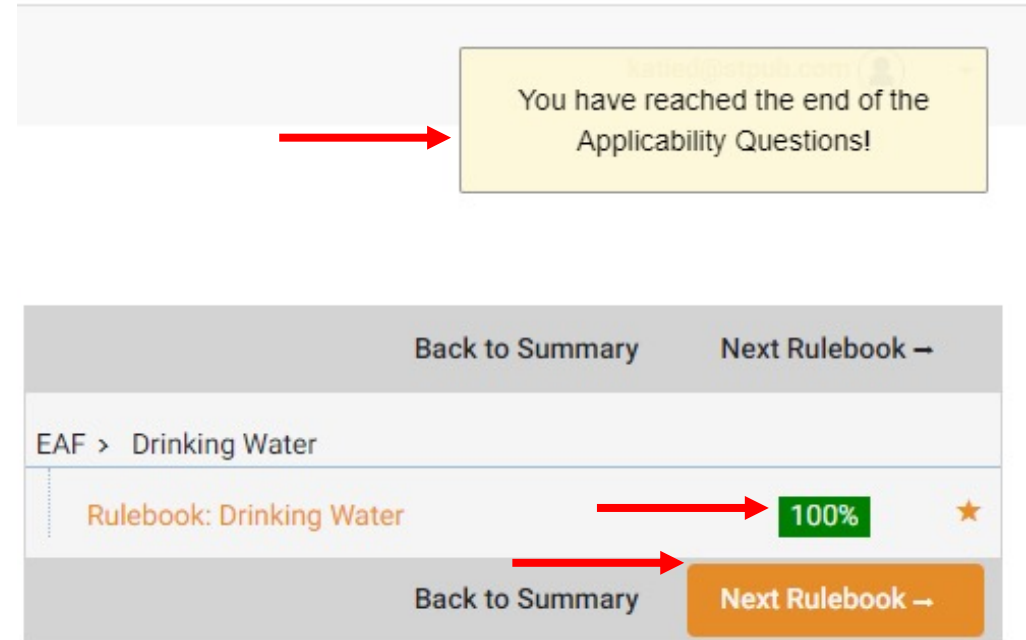 You have reached the end of the
Applicability Questions!
Back to Summary Next Rulebook →
EAF > Drinking Water
Rulebook: Drinking Water 100% ★
Back to Summary Next Rulebook →